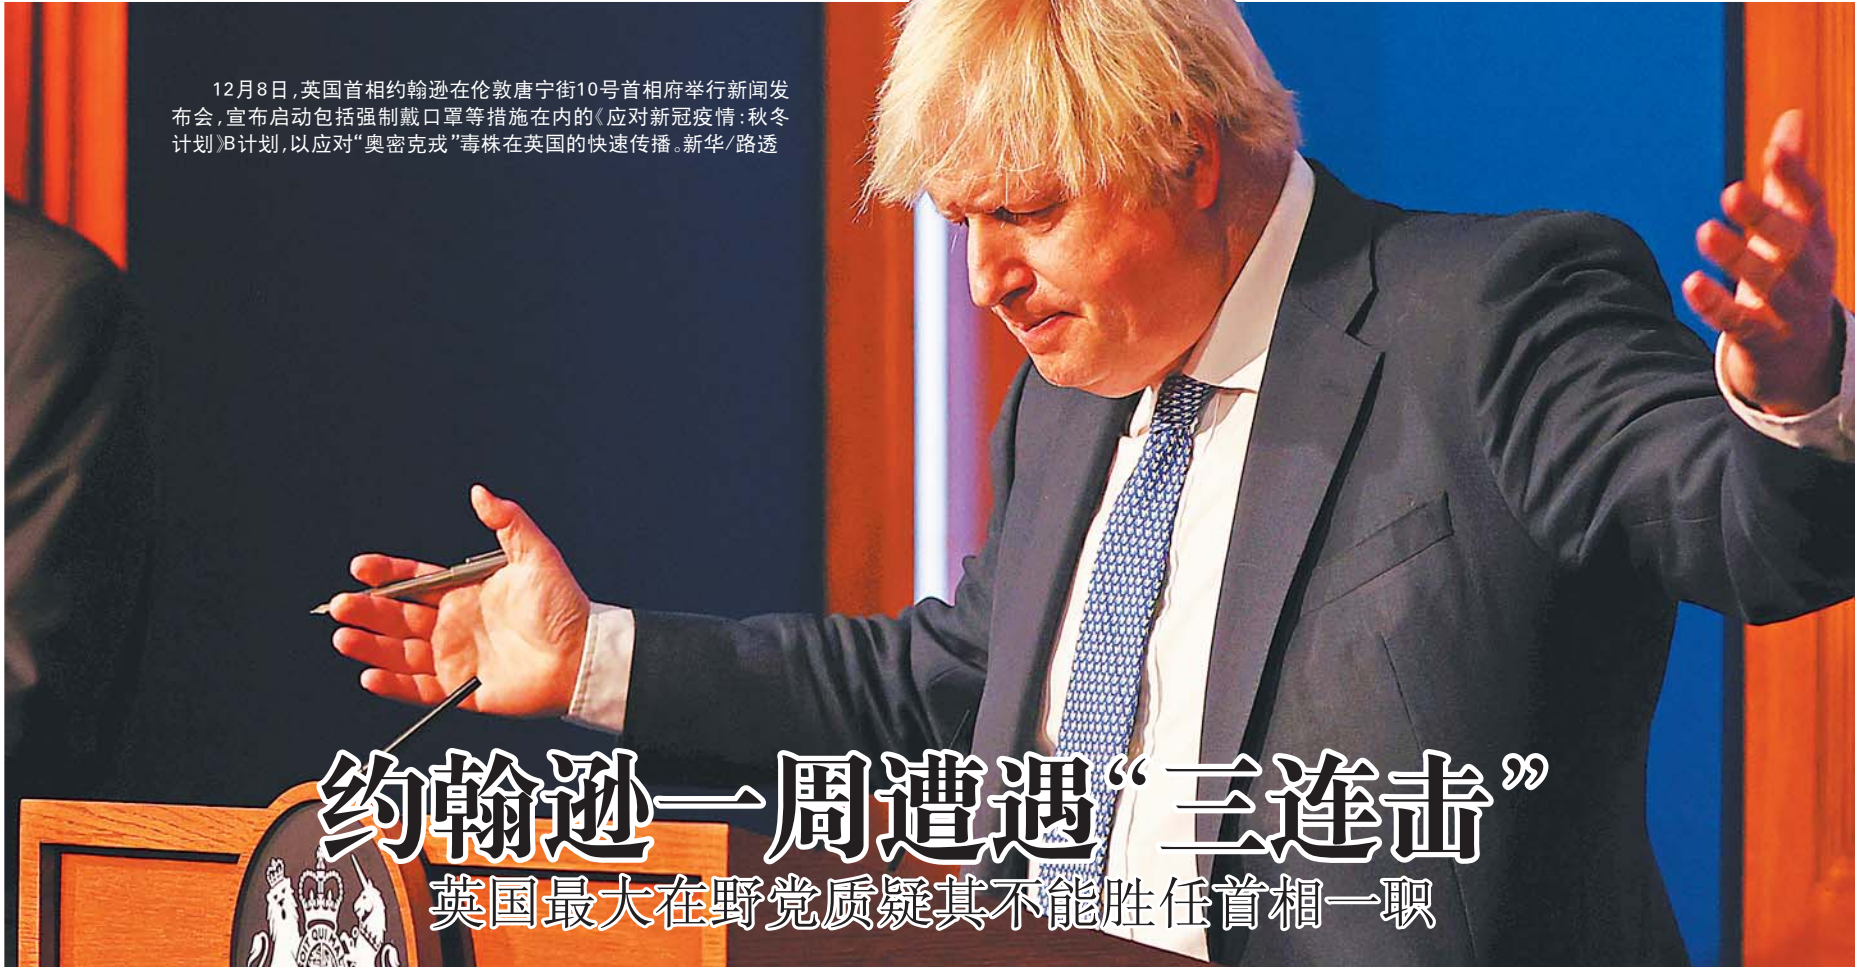 12月8日,英国首相约翰逊在伦敦唐宁街10号首相府举行新闻发
布会,宣布启动包括强制戴口罩等措施在内的《应对新冠疫情:秋冬
计划》B计划,以应对“奥密克戎”毒株在英国的快速传播。新华/路透
约翰逊一周遭遇“三连击”
英国最大在野党质疑其不能胜任首相一职